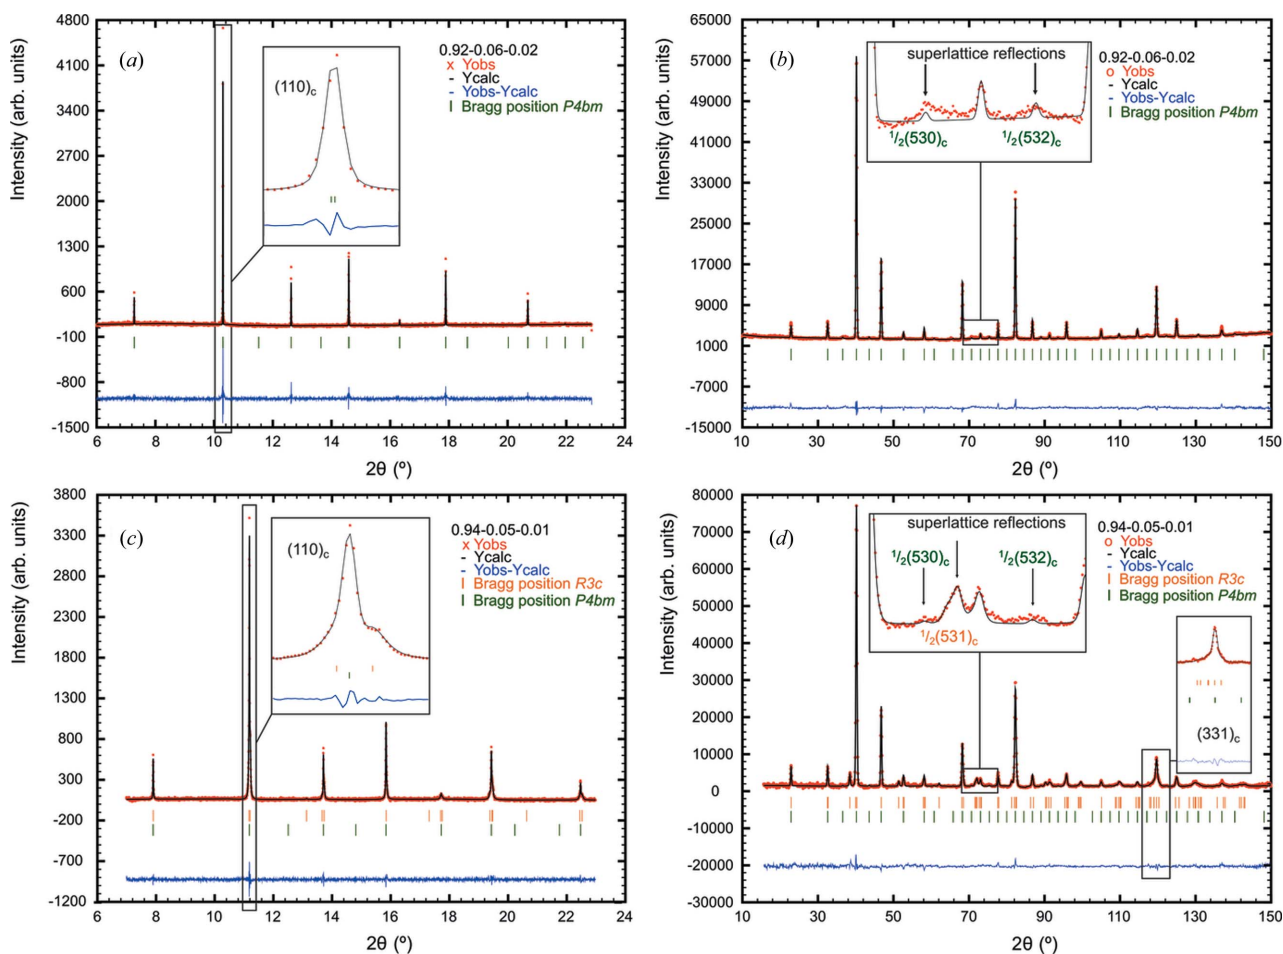 (a)
0.92-0.06-0.02
x Yobs
- Ycalc
- Yobs-Ycalc
| Bragg position P4bm
(110)c
Intensity (arb. units)
4800
4100
3400
2700
2000
1300
600
-100
-800
-1500
6 8 10 12 14 16 18 20 22 24
2θ (º)
(b)
superlattice reflections
1/2(530)c
1/2(532)c
0.92-0.06-0.02
o Yobs
- Ycalc
- Yobs-Ycalc
| Bragg position P4bm
Intensity (arb. units)
65000
57000
49000
41000
33000
25000
17000
9000
1000
-7000
-15000
10 30 50 70 90 110 130 150
2θ (º)
(c)
0.94-0.05-0.01
x Yobs
- Ycalc
- Yobs-Ycalc
| Bragg position R3c
| Bragg position P4bm
(110)c
Intensity (arb. units)
3800
3300
2800
2300
1800
1300
800
300
-200
-700
-1200
6 8 10 12 14 16 18 20 22 24
2θ (º)
(d)
superlattice reflections
1/2(530)c
1/2(532)c
1/2(531)c
0.94-0.05-0.01
o Yobs
- Ycalc
- Yobs-Ycalc
| Bragg position R3c
| Bragg position P4bm
(331)c
Intensity (arb. units)
80000
70000
60000
50000
40000
30000
20000
10000
0
-10000
-20000
-30000
10 30 50 70 90 110 130 150
2θ (º)